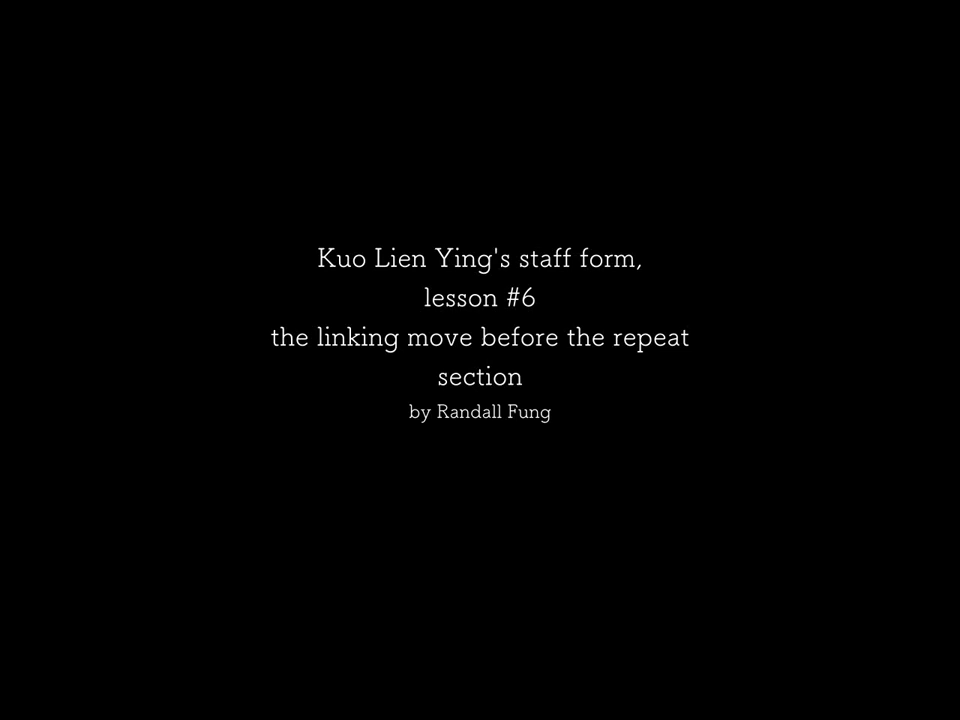 Kuo Lien Ying's staff form,
lesson #6
the linking move before the repeat
section
by Randall Fung